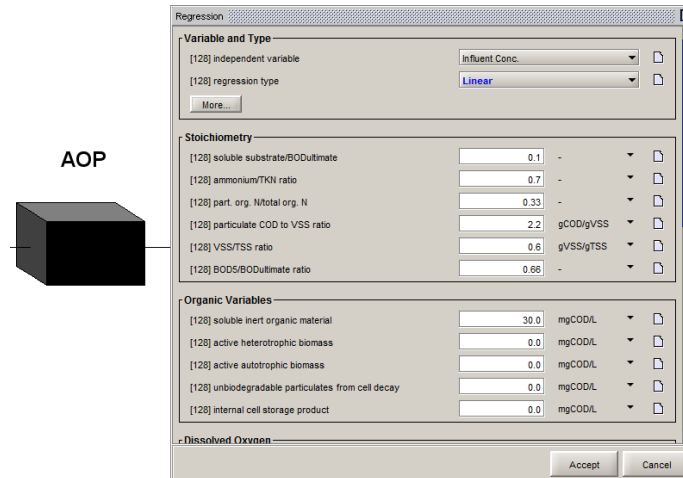 Regression
Variable and Type
[128] independent variable Influent Conc.
[128] regression type Linear
More...
Stoichiometry
[128] soluble substrate/BODultimate 0.1 -
AOP
[128] ammonium/TKN ratio 0.7 -
[128] part. org. N/total org. N 0.33 -
[128] particulate COD to VSS ratio 2.2 gCOD/gVSS
[128] VSS/TSS ratio 0.6 gVSS/gTSS
[128] BOD5/BODultimate ratio 0.66 -
Organic Variables
[128] soluble inert organic material 30.0 mgCOD/L
[128] active heterotrophic biomass 0.0 mgCOD/L
[128] active autotrophic biomass 0.0 mgCOD/L
[128] unbiodegradable particulates from cell decay 0.0 mgCOD/L
[128] internal cell storage product 0.0 mgCOD/L
Dissolved Oxygen
Accept Cancel